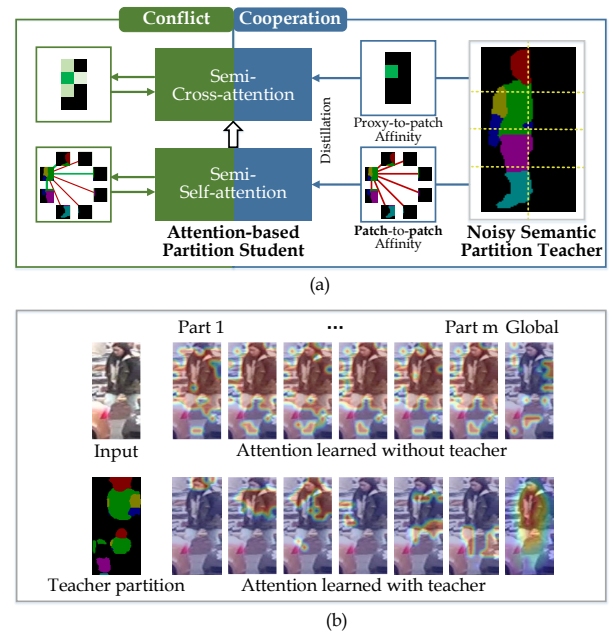 Conflict Cooperation
Semi-
Cross-attention
Proxy-to-patch
Affinity
Distillation
Semi-
Self-attention
Attention-based
Partition Student
Patch-to-patch
Affinity
Noisy Semantic
Partition Teacher
(a)
Part 1 ... Part m Global
Input Attention learned without teacher
Teacher partition Attention learned with teacher
(b)